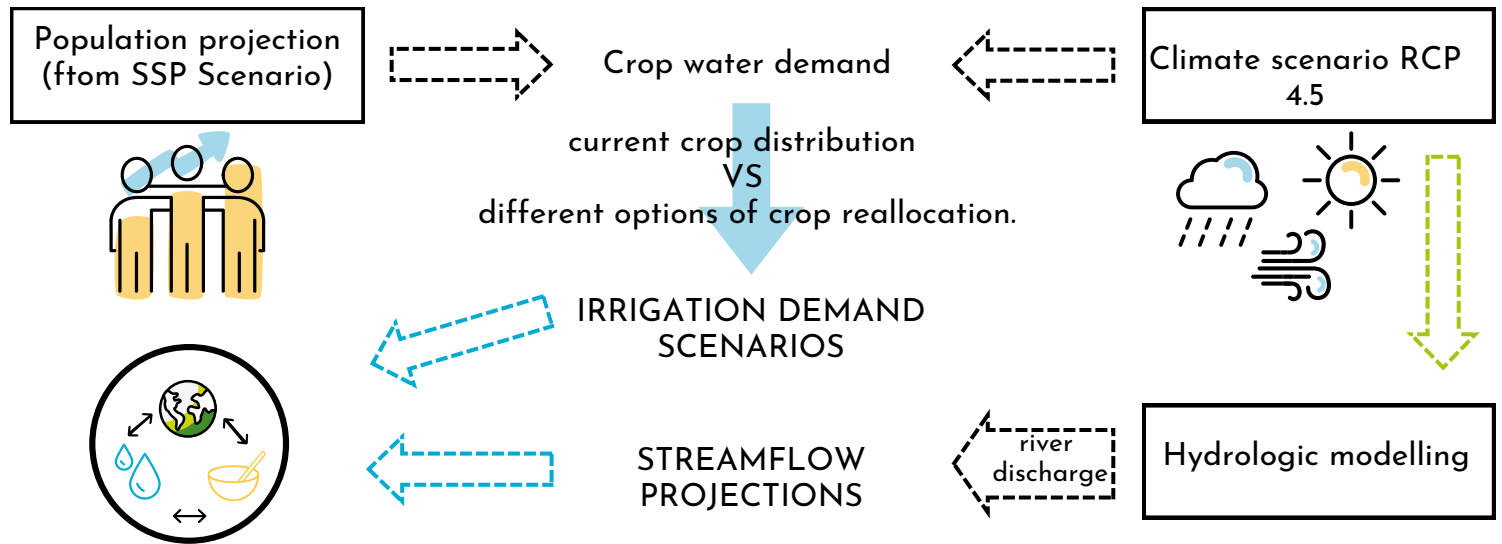 Population projection
(ftom SSP Scenario)
Crop water demand
Climate scenario RCP
4.5
current crop distribution
VS
different options of crop reallocation.
IRRIGATION DEMAND
SCENARIOS
STREAMFLOW
PROJECTIONS
river
discharge
Hydrologic modelling